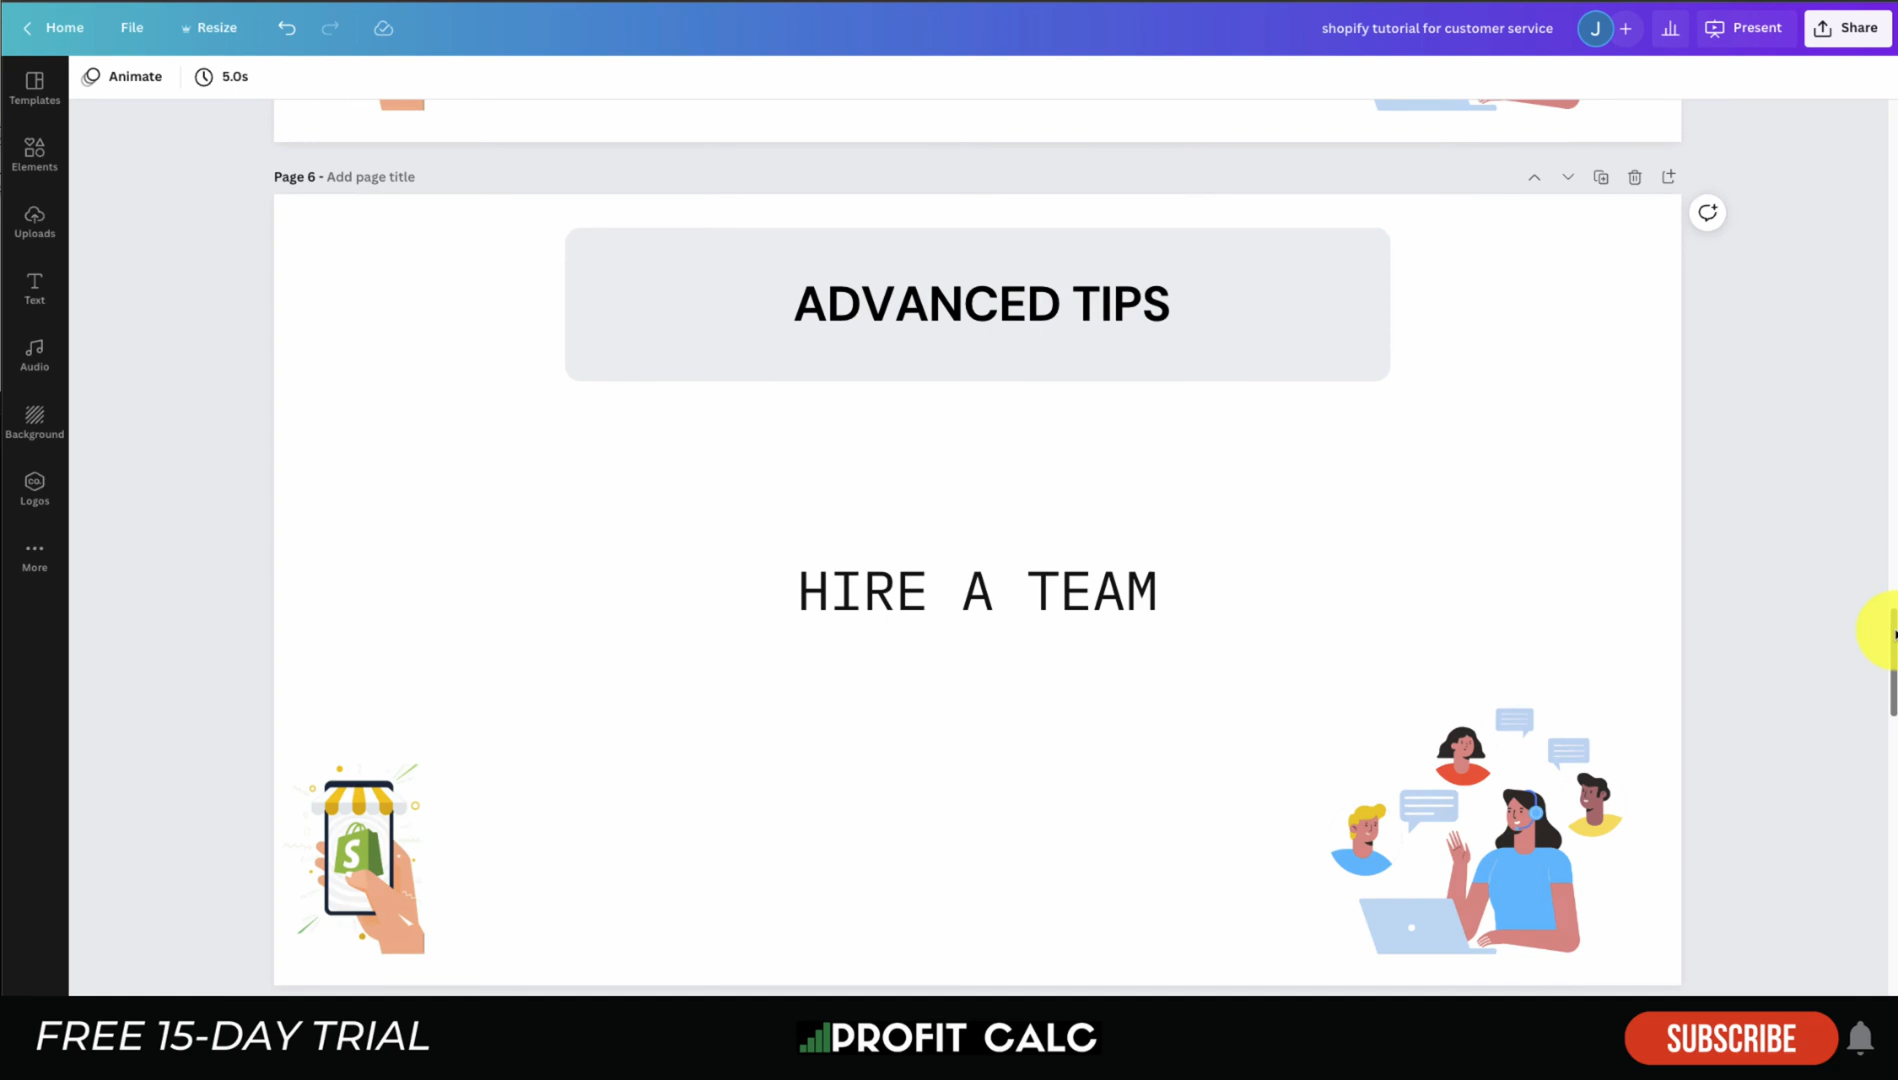 Home File Resize shopify tutorial for customer service J + Present Share
Animate 5.0s
Templates
Elements
Uploads
Text
Audio
Background
CO.
Logos
More
Page 6 - Add page title
ADVANCED TIPS
HIRE A TEAM
S
FREE 15-DAY TRIAL
PROFIT CALC
SUBSCRIBE